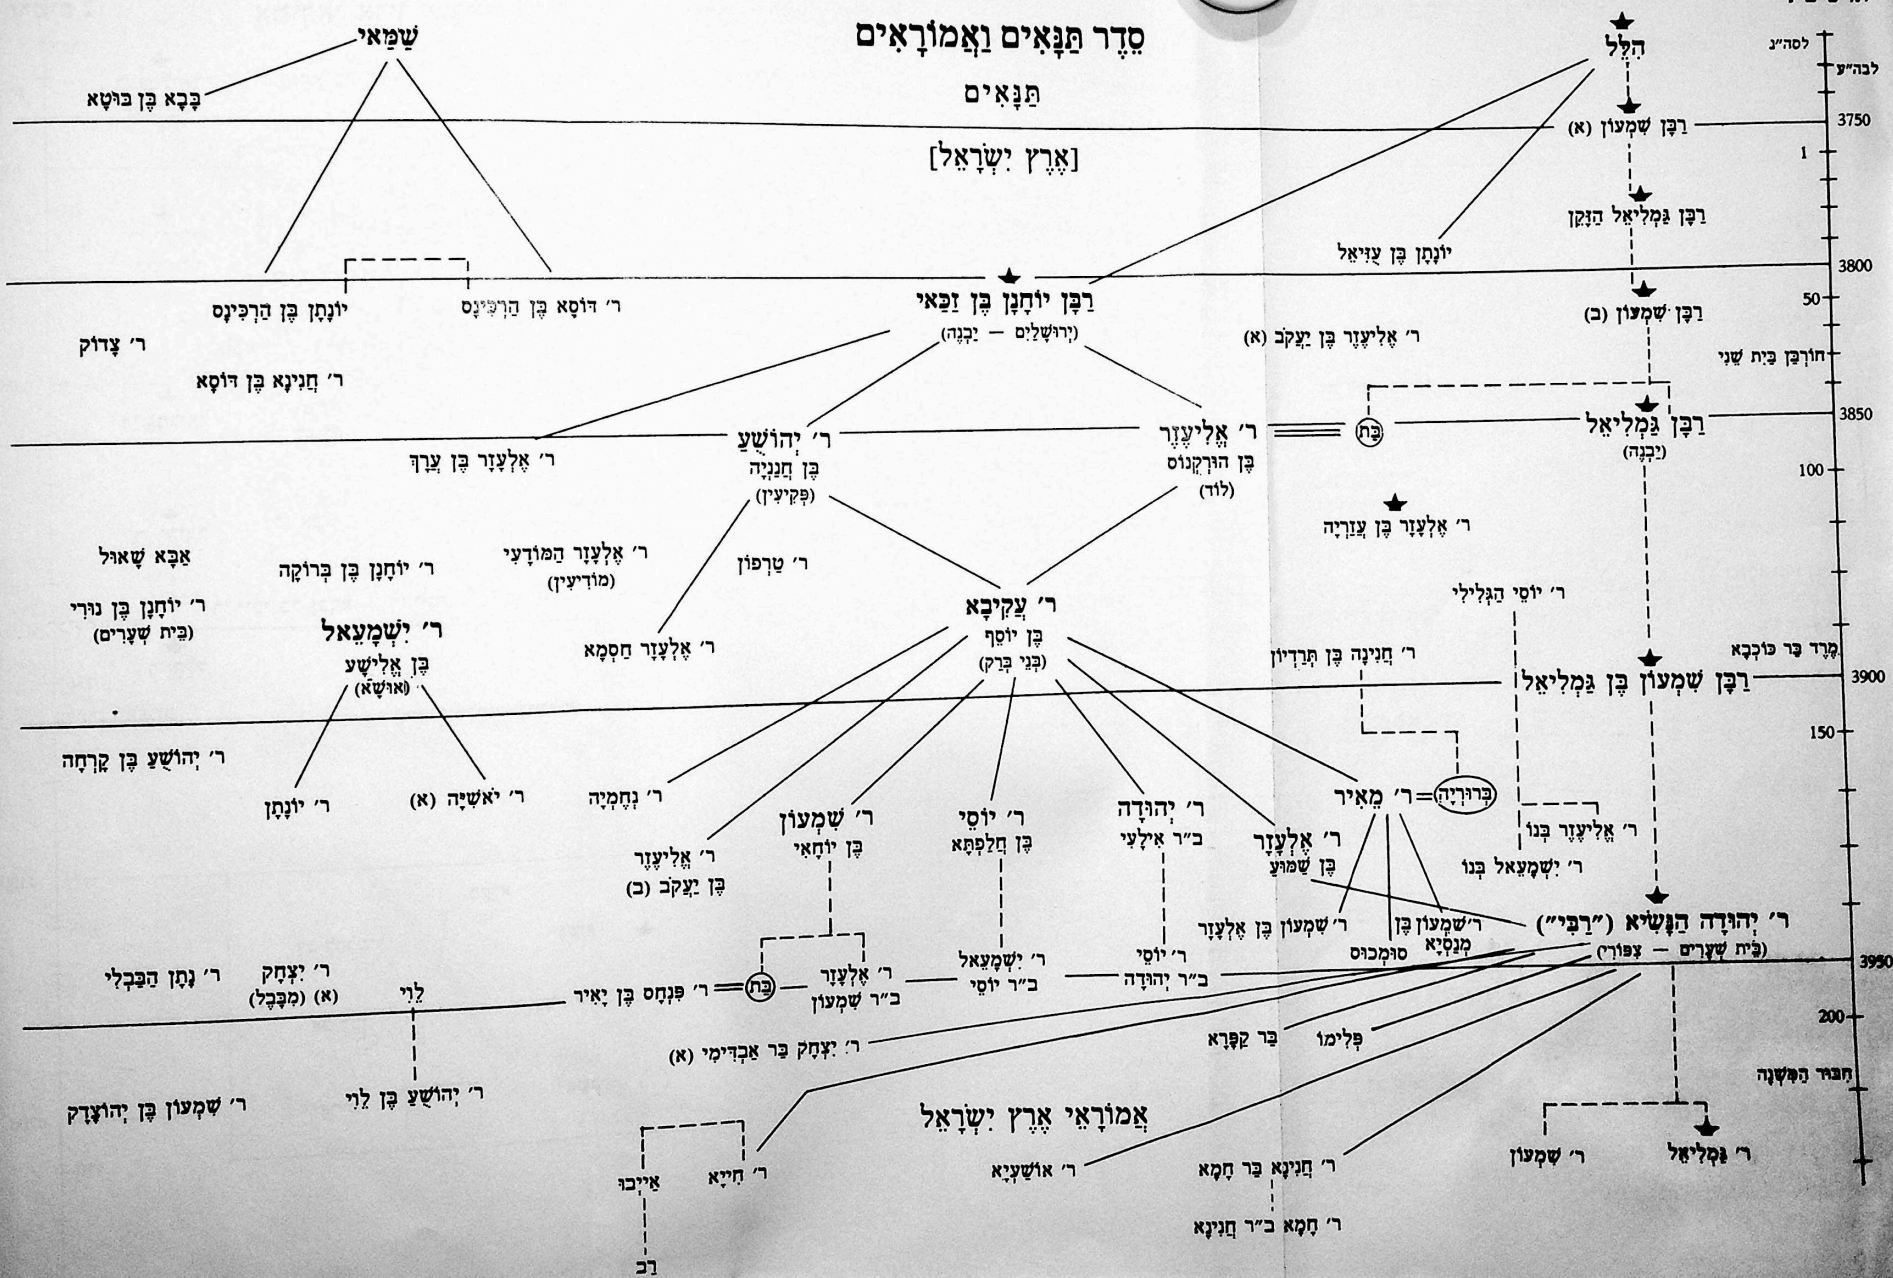 סֵדֶר תַּנָּאִים וַאֲמוֹרָאִים
תַּנָּאִים
[אֶרֶץ יִשְׂרָאֵל]
לסה״נ
לבה״ע
הִלֵּל
שַׁמַּאי
בָּבָא בֶּן בּוּטָא
רַבָּן שִׁמְעוֹן (א)
3750
1
רַבָּן גַּמְלִיאֵל הַזָּקֵן
יוֹנָתָן בֶּן עֻזִּיאֵל
3800
50
רַבָּן שִׁמְעוֹן (ב)
רַבָּן יוֹחָנָן בֶּן זַכַּאי
(יְרוּשָׁלַיִם — יַבְנֶה)
ר׳ אֱלִיעֶזֶר בֶּן יַעֲקֹב (א)
ר׳ דּוֹסָא בֶּן הַרְכִּינָס
יוֹנָתָן בֶּן הַרְכִּינָס
ר׳ צָדוֹק
ר׳ חֲנִינָא בֶּן דּוֹסָא
חוּרְבַּן בַּיִת שֵׁנִי
3850
רַבָּן גַּמְלִיאֵל
(יַבְנֶה)
בַּת
ר׳ אֱלִיעֶזֶר
בֶּן הוּרְקְנוֹס
(לוֹד)
ר׳ יְהוֹשֻׁעַ
בֶּן חֲנַנְיָה
(פְּקִיעִין)
ר׳ אֶלְעָזָר בֶּן עֲרָךְ
100
ר׳ אֶלְעָזָר בֶּן עֲזַרְיָה
ר׳ טַרְפוֹן
ר׳ אֶלְעָזָר הַמּוֹדָעִי
(מוֹדִיעִין)
ר׳ יוֹחָנָן בֶּן בְּרוֹקָה
אַבָּא שָׁאוּל
ר׳ יוֹחָנָן בֶּן נוּרִי
(בֵּית שְׁעָרִים)
ר׳ יוֹסֵי הַגְּלִילִי
ר׳ עֲקִיבָא
בֶּן יוֹסֵף
(בְּנֵי בְּרַק)
ר׳ אֶלְעָזָר חַסְמָא
ר׳ יִשְׁמָעֵאל
בֶּן אֱלִישָׁע
(אוּשָׁא)
ר׳ חֲנִינָה בֶּן תְּרַדְיוֹן
מֶרֶד בַּר כּוֹכְבָא
3900
רַבָּן שִׁמְעוֹן בֶּן גַּמְלִיאֵל
150
ר׳ יְהוֹשֻׁעַ בֶּן קָרְחָה
בְּרוּרְיָה
ר׳ מֵאִיר
ר׳ נְחֶמְיָה
ר׳ יֹאשִׁיָּה (א)
ר׳ יוֹנָתָן
ר׳ אֱלִיעֶזֶר בְּנוֹ
ר׳ יִשְׁמָעֵאל בְּנוֹ
ר׳ אֶלְעָזָר
בֶּן שַׁמּוּעַ
ר׳ יְהוּדָה
ב״ר אִילָעִי
ר׳ יוֹסֵי
בֶּן חֲלַפְתָּא
ר׳ שִׁמְעוֹן
בֶּן יוֹחָאי
ר׳ אֱלִיעֶזֶר
בֶּן יַעֲקֹב (ב)
ר׳ יְהוּדָה הַנָּשִׂיא (״רַבִּי״)
(בֵּית שְׁעָרִים — צִפּוֹרִי)
ר׳ שִׁמְעוֹן בֶּן
מְנַסְיָא
סוּמְכוּס
ר׳ שִׁמְעוֹן בֶּן אֶלְעָזָר
3950
ר׳ יוֹסֵי
ב״ר יְהוּדָה
ר׳ יִשְׁמָעֵאל
ב״ר יוֹסֵי
ר׳ אֶלְעָזָר
ב״ר שִׁמְעוֹן
בַּת
ר׳ פִּנְחָס בֶּן יָאִיר
לֵוִי
ר׳ יִצְחָק
(א) (מִבָּבֶל)
ר׳ נָתָן הַבַּבְלִי
200
פְּלִימוֹ
בַּר קַפָּרָא
ר׳ יִצְחָק בַּר אַבְדִּימִי (א)
חִבּוּר הַמִּשְׁנָה
ר׳ יְהוֹשֻׁעַ בֶּן לֵוִי
ר׳ שִׁמְעוֹן בֶּן יְהוֹצָדָק
אֲמוֹרָאֵי אֶרֶץ יִשְׂרָאֵל
ר׳ גַּמְלִיאֵל
ר׳ שִׁמְעוֹן
ר׳ חֲנִינָא בַּר חָמָא
ר׳ אוֹשַׁעְיָא
ר׳ חִיָּיא
אַיְיבוּ
ר׳ חָמָא ב״ר חֲנִינָא
רַב